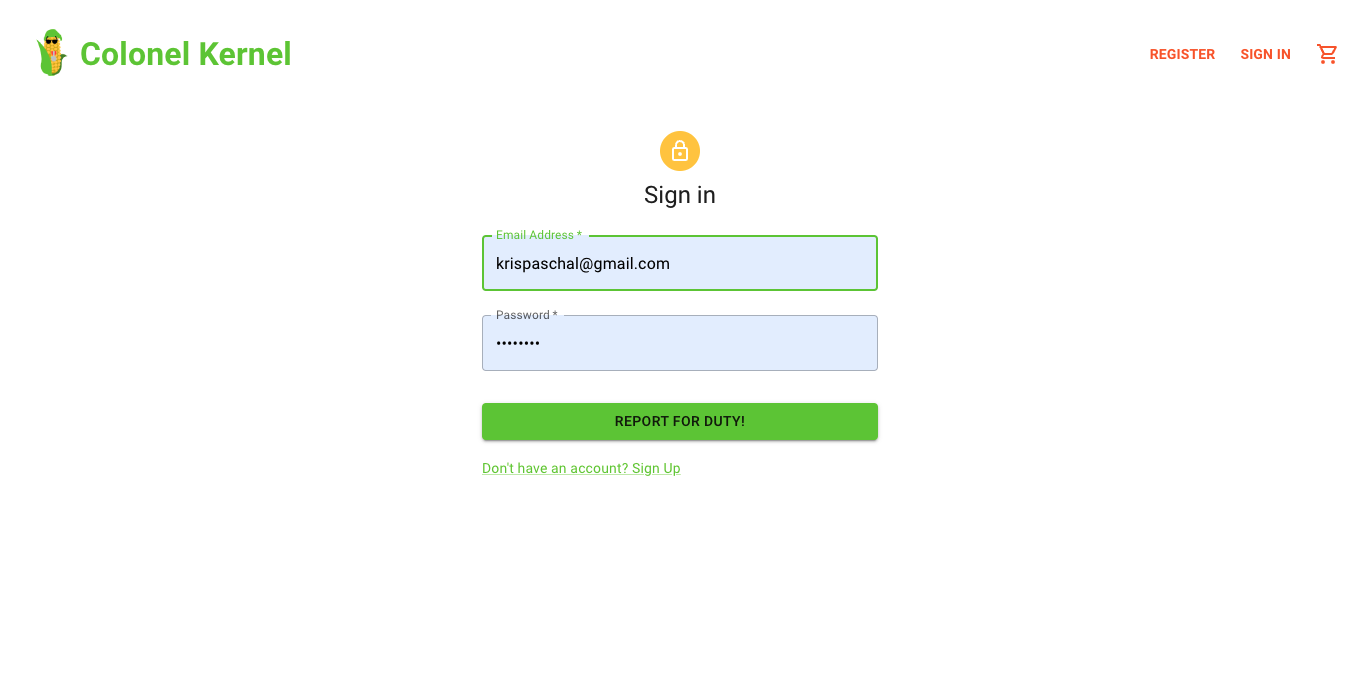 Colonel Kernel
REGISTER SIGN IN
Sign in
Email Address *
krispaschal@gmail.com
Password *
••••••••
REPORT FOR DUTY!
Don't have an account? Sign Up